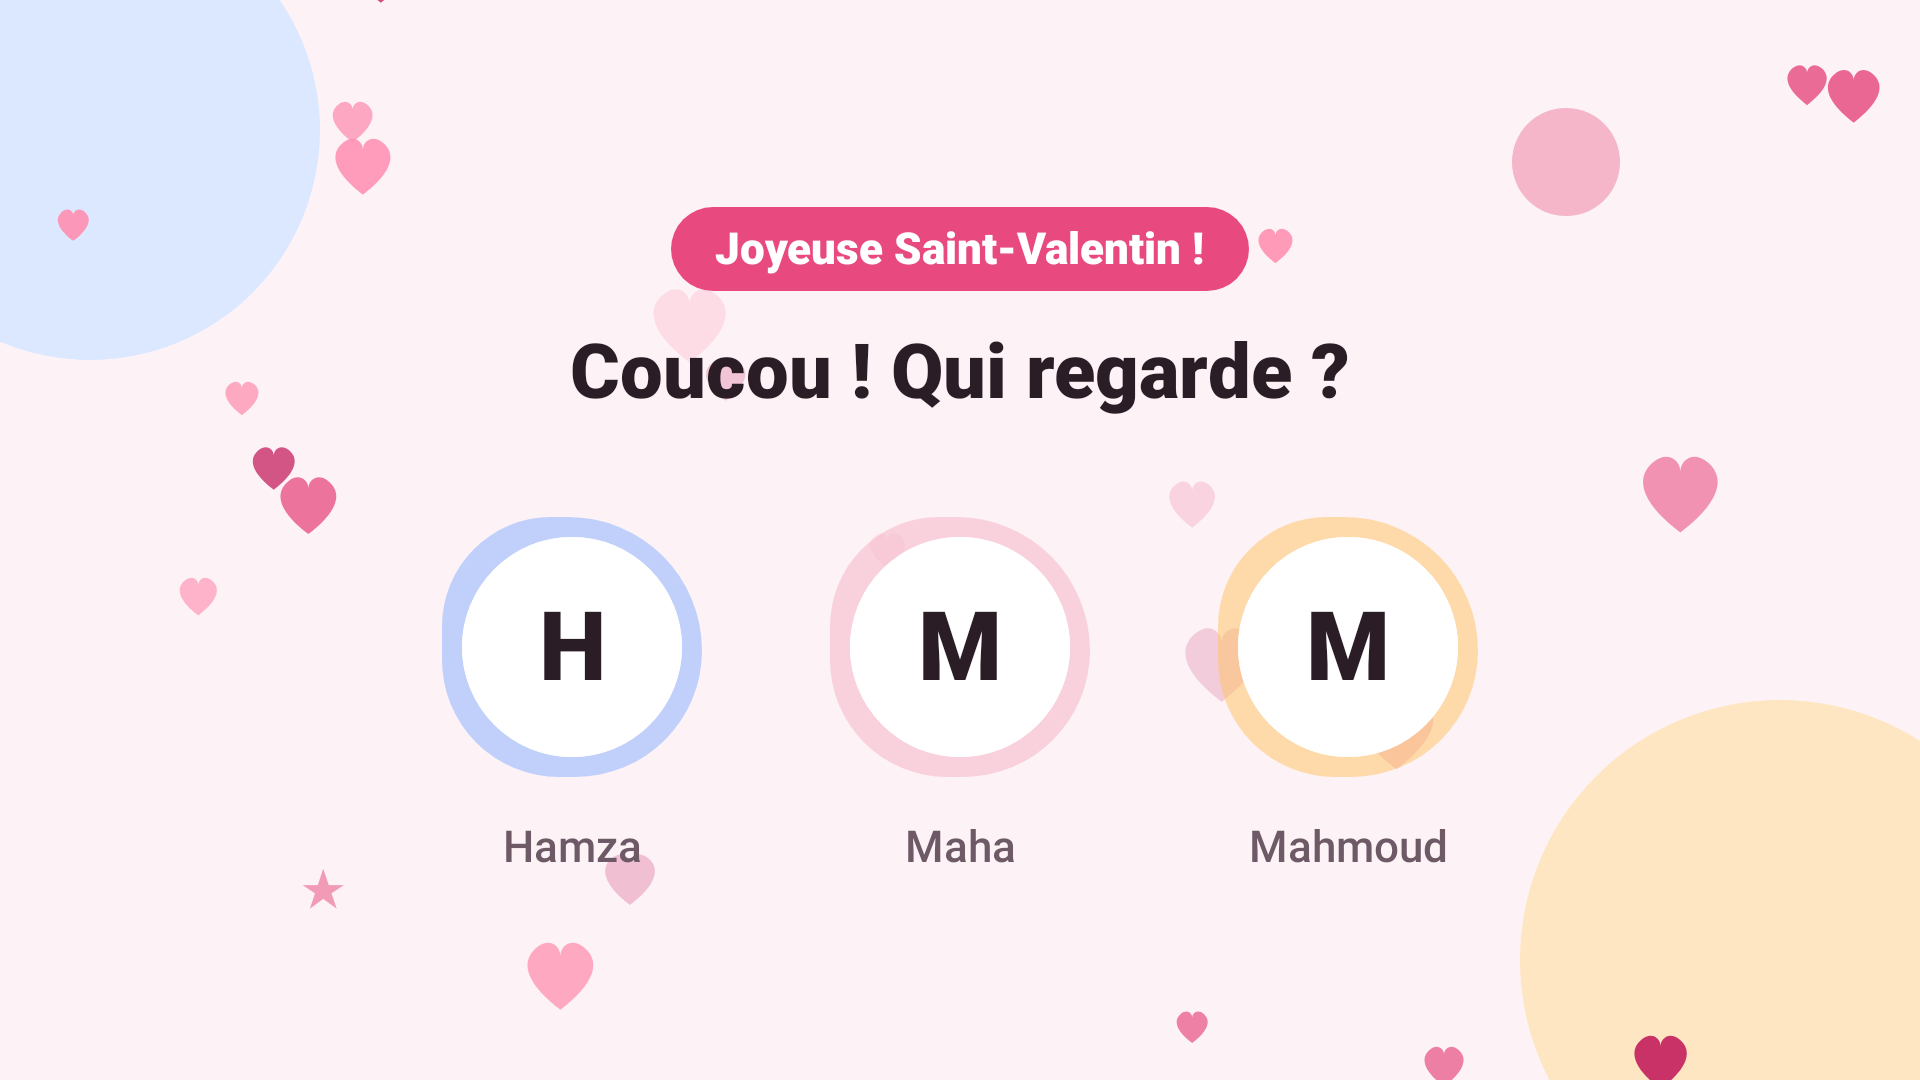 Joyeuse Saint-Valentin !
Coucou ! Qui regarde ?
H
M
M
Hamza
Maha
Mahmoud